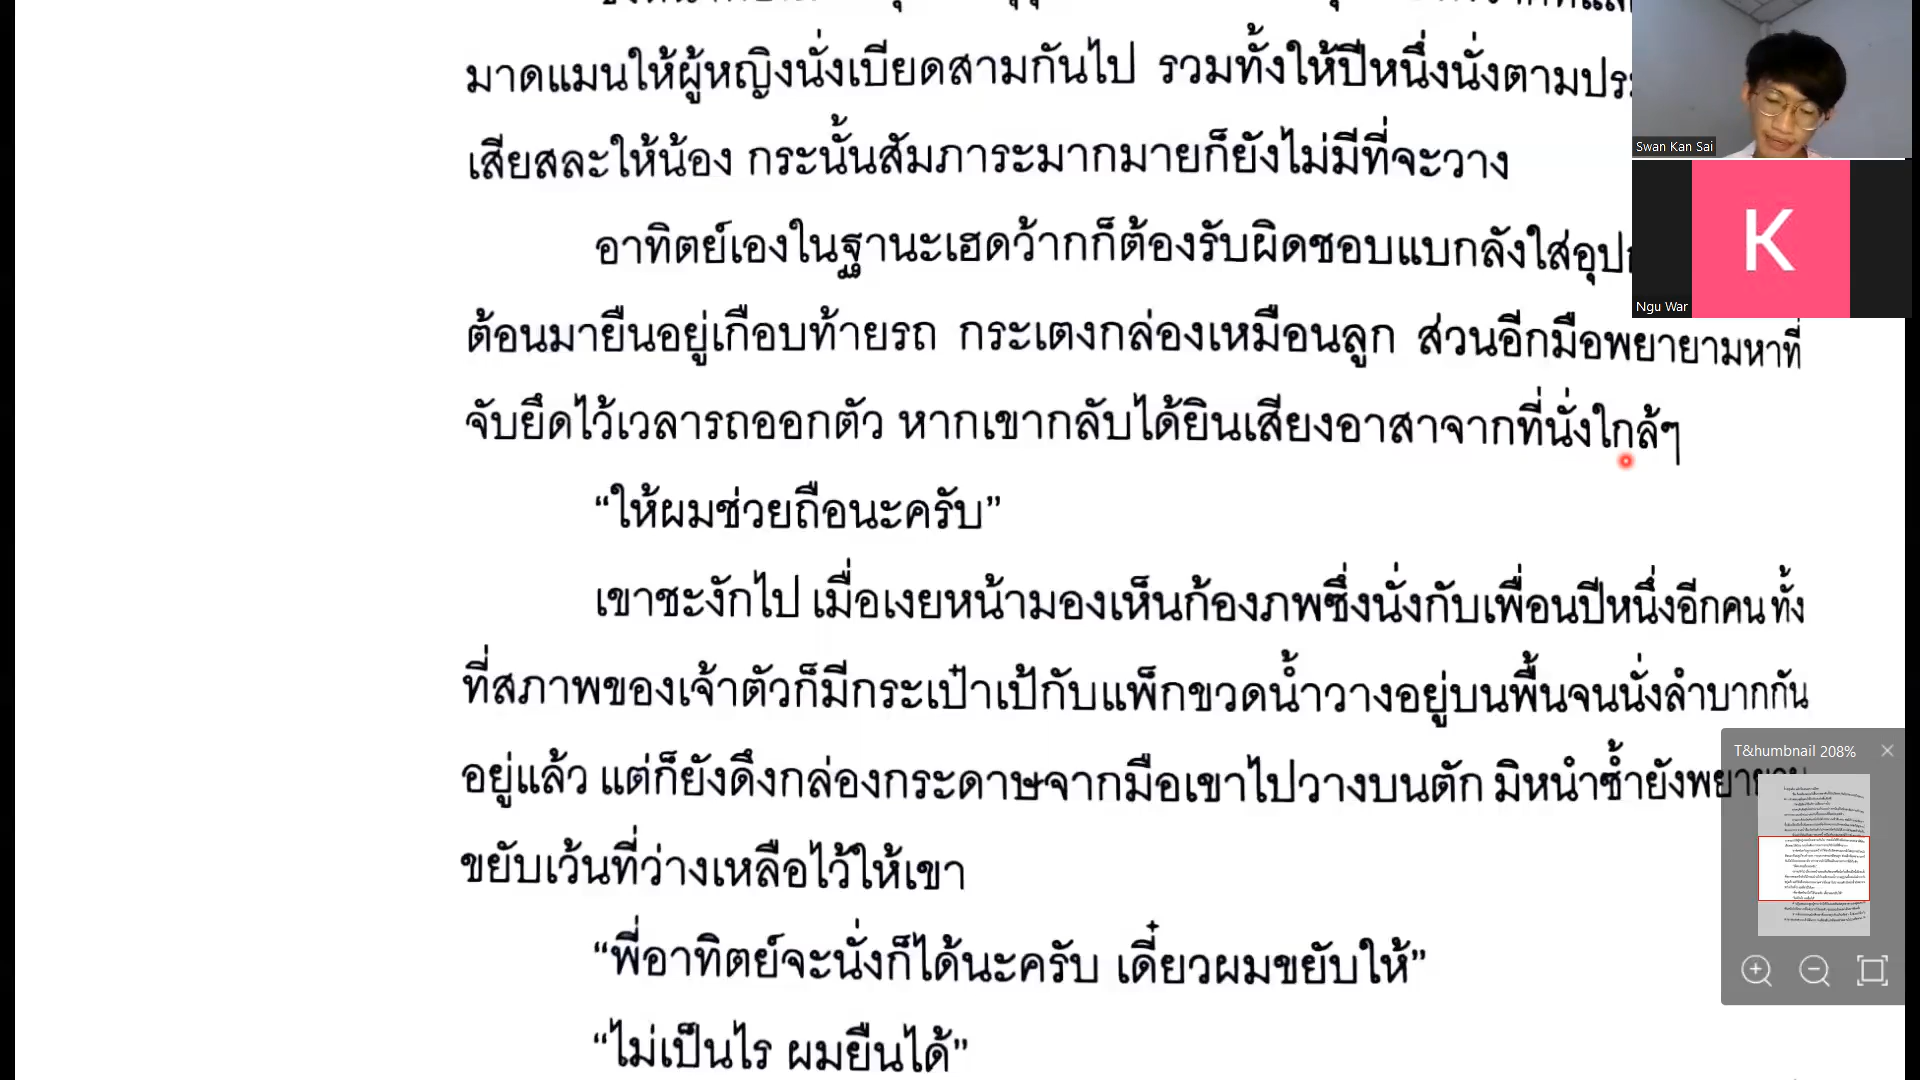 มาดแมนให้ผู้หญิงนั่งเบียดสามกันไป รวมทั้งให้ปีหนึ่งนั่งตาม
เสียสละให้น้อง กระนั้นสัมภาระมากมายก็ยังไม่มีที่จะวาง
อาทิตย์เองในฐานะเฮดว้ากก็ต้องรับผิดชอบแบกลังใส่
ต้อนมายืนอยู่เกือบท้ายรถ กระเตงกล่องเหมือนลูก ส่วนอีกมือพยายามหาที่
จับยึดไว้เวลารถออกตัว หากเขากลับได้ยินเสียงอาสาจากที่นั่งใกล้ๆ
“ให้ผมช่วยถือนะครับ”
เขาชะงักไป เมื่อเงยหน้ามองเห็นก้องภพซึ่งนั่งกับเพื่อนปีหนึ่งอีกคน ทั้ง
ที่สภาพของเจ้าตัวก็มีกระเป๋าเป้กับแพ็กขวดน้ำวางอยู่บนพื้นจนนั่งลำบากกัน
อยู่แล้ว แต่ก็ยังดึงกล่องกระดาษจากมือเขาไปวางบนตัก มิหนำซ้ำยังพยายาม
ขยับเว้นที่ว่างเหลือไว้ให้เขา
“พี่อาทิตย์จะนั่งก็ได้นะครับ เดี๋ยวผมขยับให้”
“ไม่เป็นไร ผมยืนได้”
Swan Kan Sai
K
Ngu War
T&humbnail 208%